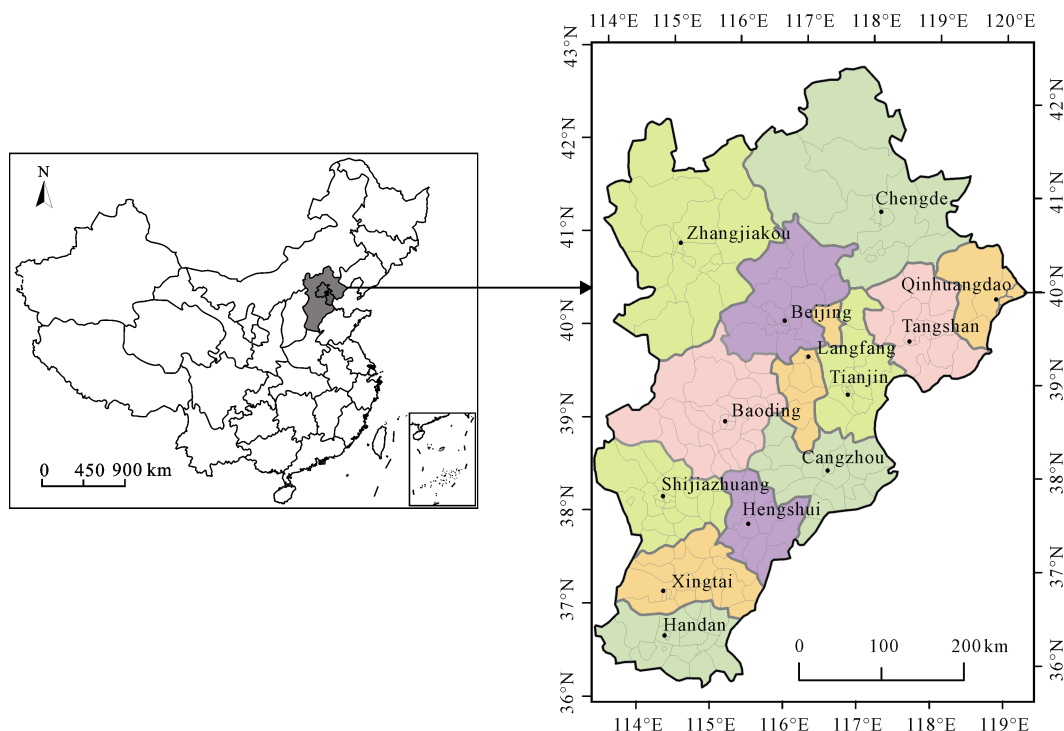 N
0 450 900 km
114°E 115°E 116°E 117°E 118°E 119°E 120°E
43°N
42°N
41°N
40°N
39°N
38°N
37°N
36°N
42°N
41°N
40°N
39°N
38°N
37°N
36°N
Chengde
Zhangjiakou
Qinhuangdao
Beijing
Tangshan
Langfang
Tianjin
Baoding
Cangzhou
Shijiazhuang
Hengshui
Xingtai
Handan
0 100 200 km
114°E 115°E 116°E 117°E 118°E 119°E